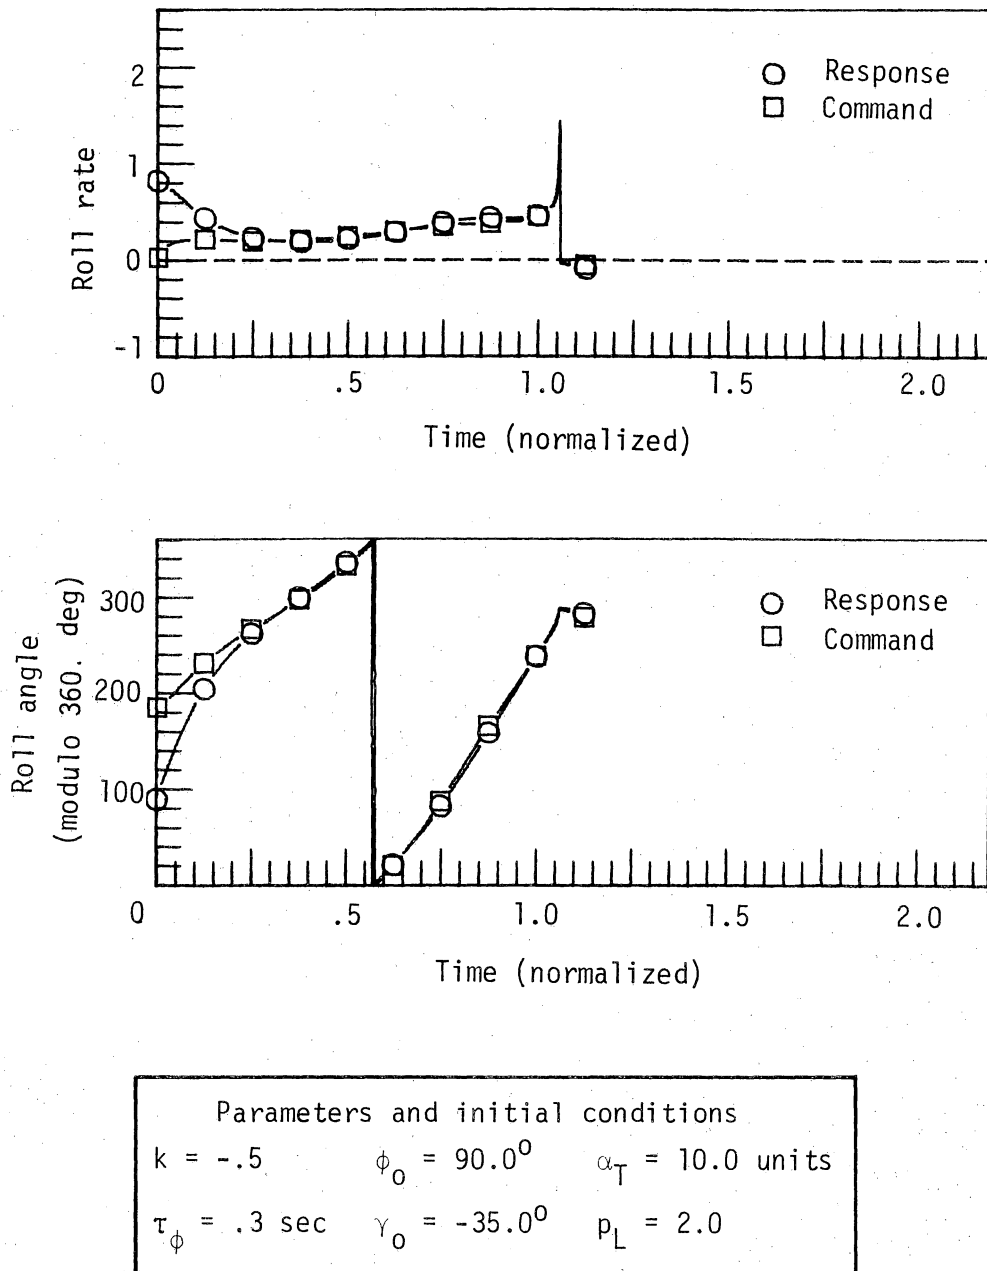 2
1
0
-1
Roll rate
Response
Command
0 .5 1.0 1.5 2.0
Time (normalized)
300
200
100
0
Roll angle
(modulo 360. deg)
Response
Command
.5 1.0 1.5 2.0
Time (normalized)
Parameters and initial conditions
k = -.5 ϕo = 90.0° αT = 10.0 units
τϕ = .3 sec γo = -35.0° pL = 2.0